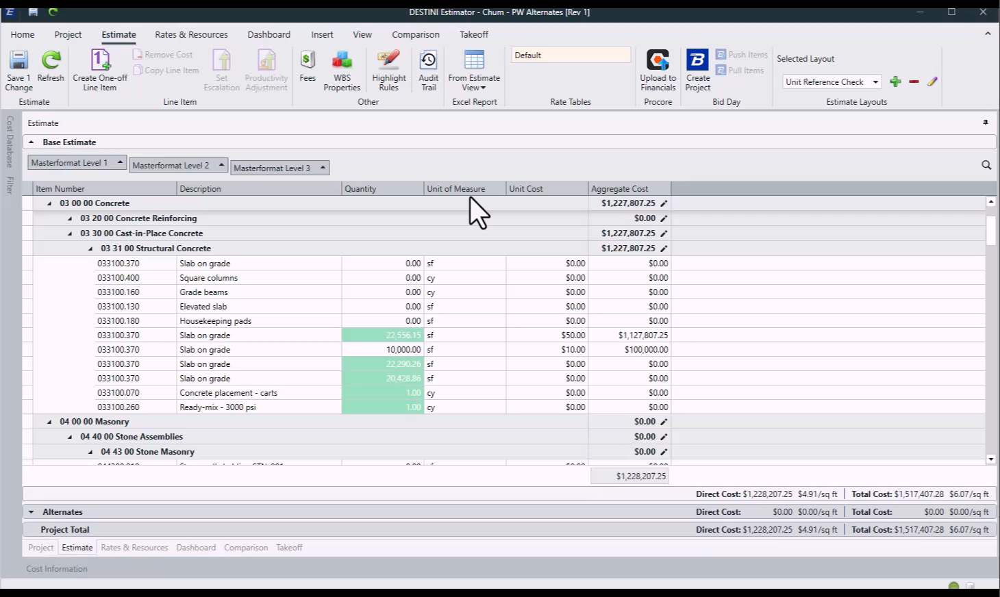 DESTINI Estimator - Chum - PW Alternates [Rev 1]
Home Project Estimate Rates & Resources Dashboard Insert View Comparison Takeoff
Save 1 Change
Refresh
Create One-off Line Item
Remove Cost
Copy Line Item
Set Escalation
Productivity Adjustment
Fees
WBS Properties
Highlight Rules
Audit Trail
From Estimate View
Default
Upload to Financials
Create Project
Push Items
Pull Items
Selected Layout
Unit Reference Check
Estimate Line Item Other Excel Report Rate Tables Procore Bid Day Estimate Layouts
Cost Database
Filter
Estimate
Base Estimate
Masterformat Level 1 Masterformat Level 2 Masterformat Level 3
Item Number Description Quantity Unit of Measure Unit Cost Aggregate Cost
03 00 00 Concrete $1,227,807.25
03 20 00 Concrete Reinforcing $0.00
03 30 00 Cast-in-Place Concrete $1,227,807.25
03 31 00 Structural Concrete $1,227,807.25
033100.370 Slab on grade 0.00 sf $0.00 $0.00
033100.400 Square columns 0.00 cy $0.00 $0.00
033100.160 Grade beams 0.00 cy $0.00 $0.00
033100.130 Elevated slab 0.00 sf $0.00 $0.00
033100.180 Housekeeping pads 0.00 sf $0.00 $0.00
033100.370 Slab on grade 22,556.15 sf $50.00 $1,127,807.25
033100.370 Slab on grade 10,000.00 sf $10.00 $100,000.00
033100.370 Slab on grade 22,290.26 sf $0.00 $0.00
033100.370 Slab on grade 20,428.86 sf $0.00 $0.00
033100.070 Concrete placement - carts 1.00 cy $0.00 $0.00
033100.260 Ready-mix - 3000 psi 1.00 cy $0.00 $0.00
04 00 00 Masonry $0.00
04 40 00 Stone Assemblies $0.00
04 43 00 Stone Masonry $0.00
$1,228,207.25
Direct Cost: $1,228,207.25 $4.91/sq ft Total Cost: $1,517,407.28 $6.07/sq ft
Alternates Direct Cost: $0.00 $0.00/sq ft Total Cost: $0.00 $0.00/sq ft
Project Total Direct Cost: $1,228,207.25 $4.91/sq ft Total Cost: $1,517,407.28 $6.07/sq ft
Project Estimate Rates & Resources Dashboard Comparison Takeoff
Cost Information